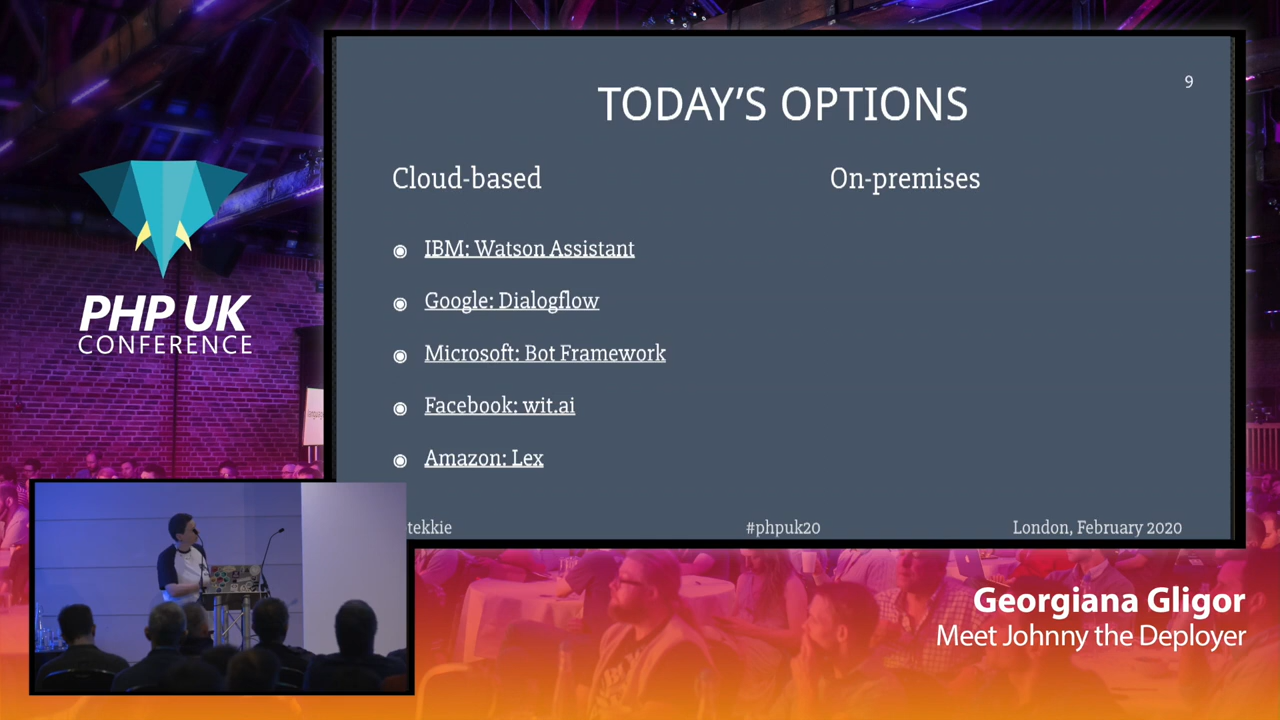 9
TODAY'S OPTIONS
Cloud-based
On-premises
IBM: Watson Assistant
Google: Dialogflow
Microsoft: Bot Framework
Facebook: wit.ai
Amazon: Lex
tekkie
#phpuk20
London, February 2020
PHP UK
CONFERENCE
Georgiana Gligor
Meet Johnny the Deployer